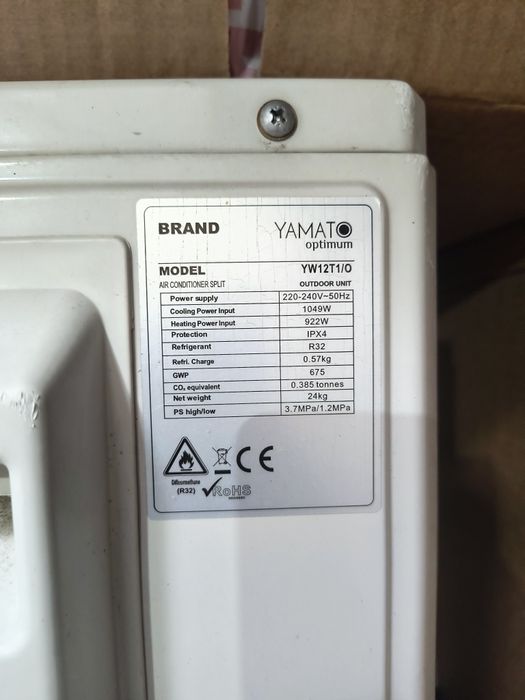 BRAND YAMATO
optimum
MODEL YW12T1/O
AIR CONDITIONER SPLIT OUTDOOR UNIT
Power supply 220-240V~50Hz
Cooling Power Input 1049W
Heating Power Input 922W
Protection IPX4
Refrigerant R32
Refri. Charge 0.57kg
GWP 675
CO₂ equivalent 0.385 tonnes
Net weight 24kg
PS high/low 3.7MPa/1.2MPa
CE
Difluoromethane
(R32) RoHS